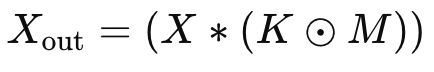 X_out = (X * (K ⊙ M))